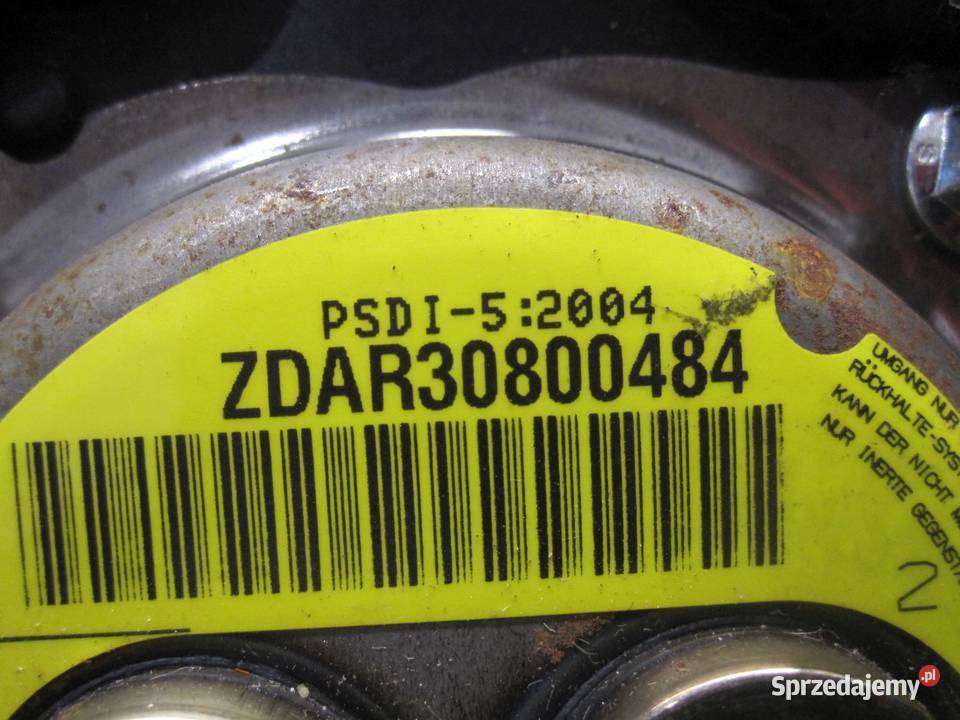 PSDI-5:2004
ZDAR30800484
UMGANG NUR
RÜCKHALTE-SYST
KANN DER NICHT
NUR INERTE GEGENST
2
Sprzedajemy.pl